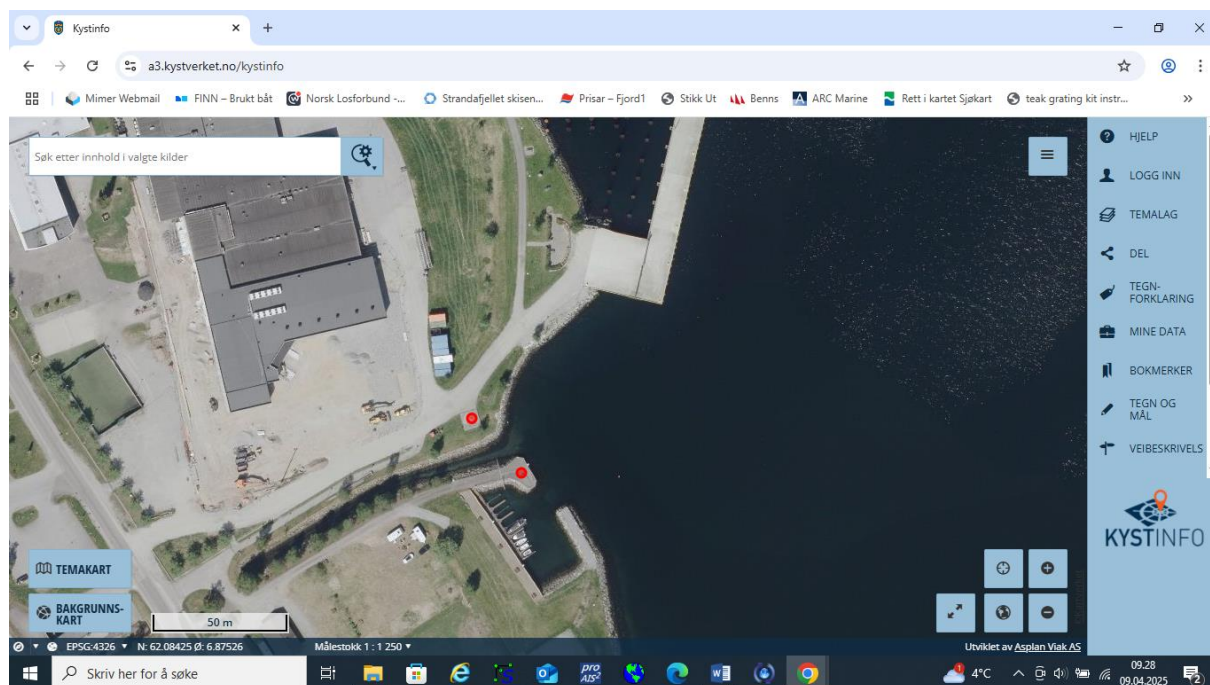 Kystinfo
a3.kystverket.no/kystinfo
Mimer Webmail FINN – Brukt båt Norsk Losforbund -... Strandafjellet skisen... Prisar – Fjord1 Stikk Ut Benns ARC Marine Rett i kartet Sjøkart teak grating kit instr...
Søk etter innhold i valgte kilder
HJELP
LOGG INN
TEMALAG
DEL
TEGN-
FORKLARING
MINE DATA
BOKMERKER
TEGN OG
MÅL
VEIBESKRIVELS
KYSTINFO
TEMAKART
BAKGRUNNS-
KART
50 m
EPSG:4326 N: 62.08425 Ø: 6.87526 Målestokk 1 : 1 250 Utviklet av Asplan Viak AS
Skriv her for å søke
PRO
AIS2
4°C
09.28
09.04.2025
2